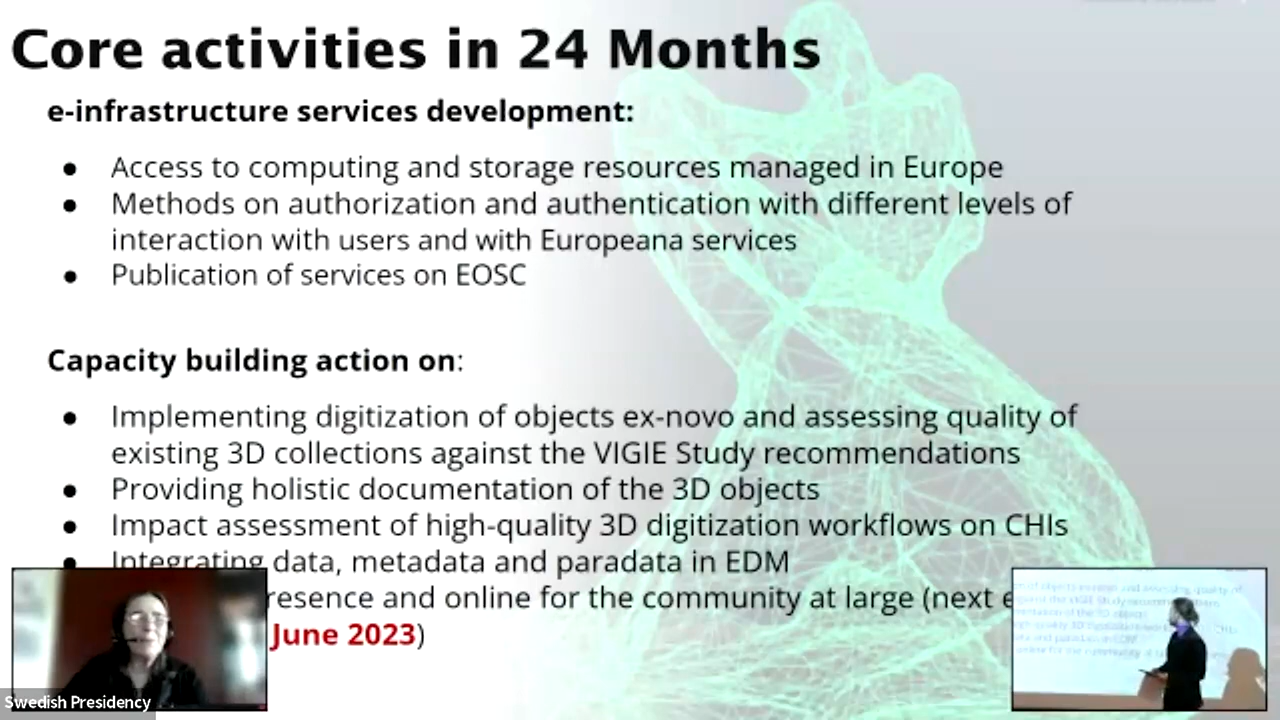 Core activities in 24 Months
e-infrastructure services development:
● Access to computing and storage resources managed in Europe
● Methods on authorization and authentication with different levels of
interaction with users and with Europeana services
● Publication of services on EOSC
Capacity building action on:
● Implementing digitization of objects ex-novo and assessing quality of
existing 3D collections against the VIGIE Study recommendations
● Providing holistic documentation of the 3D objects
● Impact assessment of high-quality 3D digitization workflows on CHIs
● Integrating data, metadata and paradata in EDM
and online for the community at large (next
June 2023)
Swedish Presidency